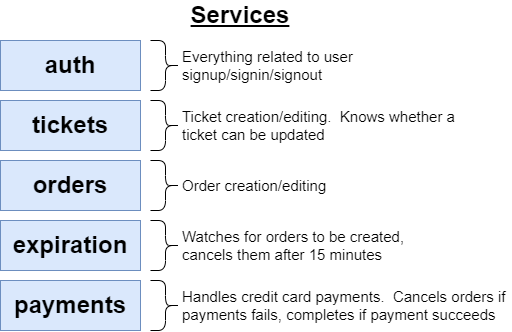 Services
auth
Everything related to user
signup/signin/signout
tickets
Ticket creation/editing.  Knows whether a
ticket can be updated
orders
Order creation/editing
expiration
Watches for orders to be created,
cancels them after 15 minutes
payments
Handles credit card payments.  Cancels orders if
payments fails, completes if payment succeeds